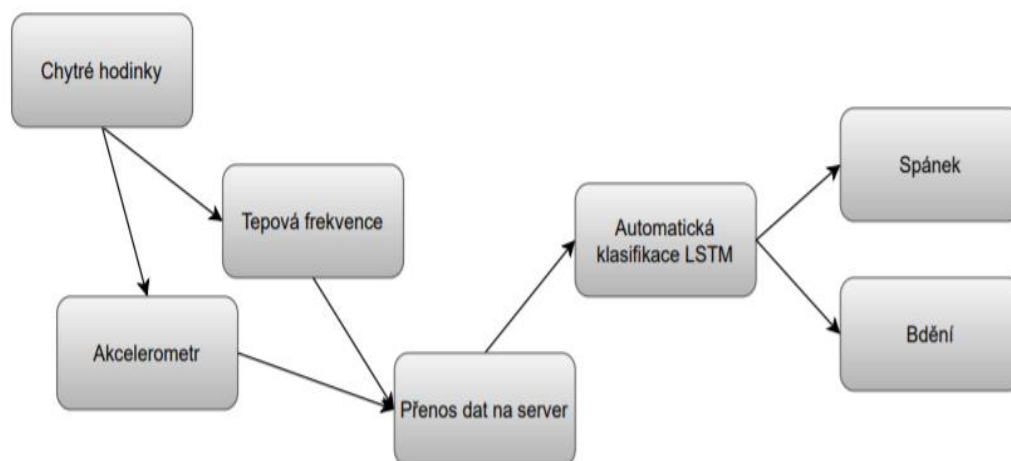 Chytré hodinky
Tepová frekvence
Akcelerometr
Přenos dat na server
Automatická
klasifikace LSTM
Spánek
Bdění